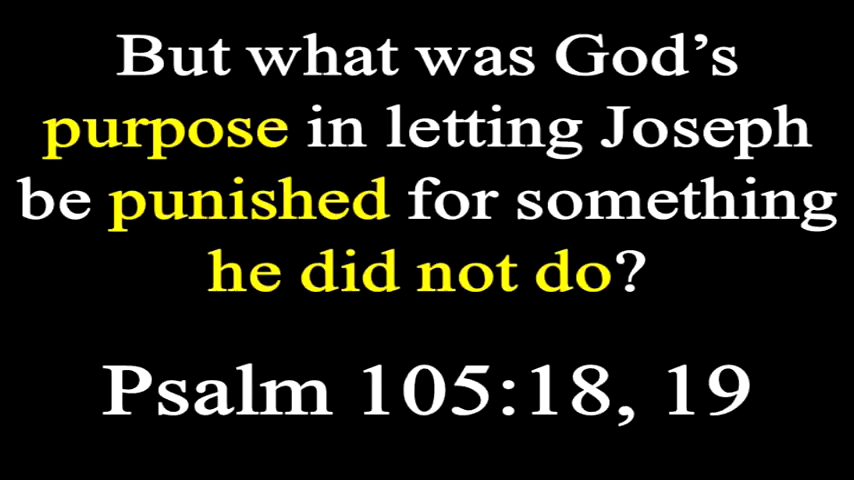 But what was God’s
purpose in letting Joseph
be punished for something
he did not do?
Psalm 105:18, 19